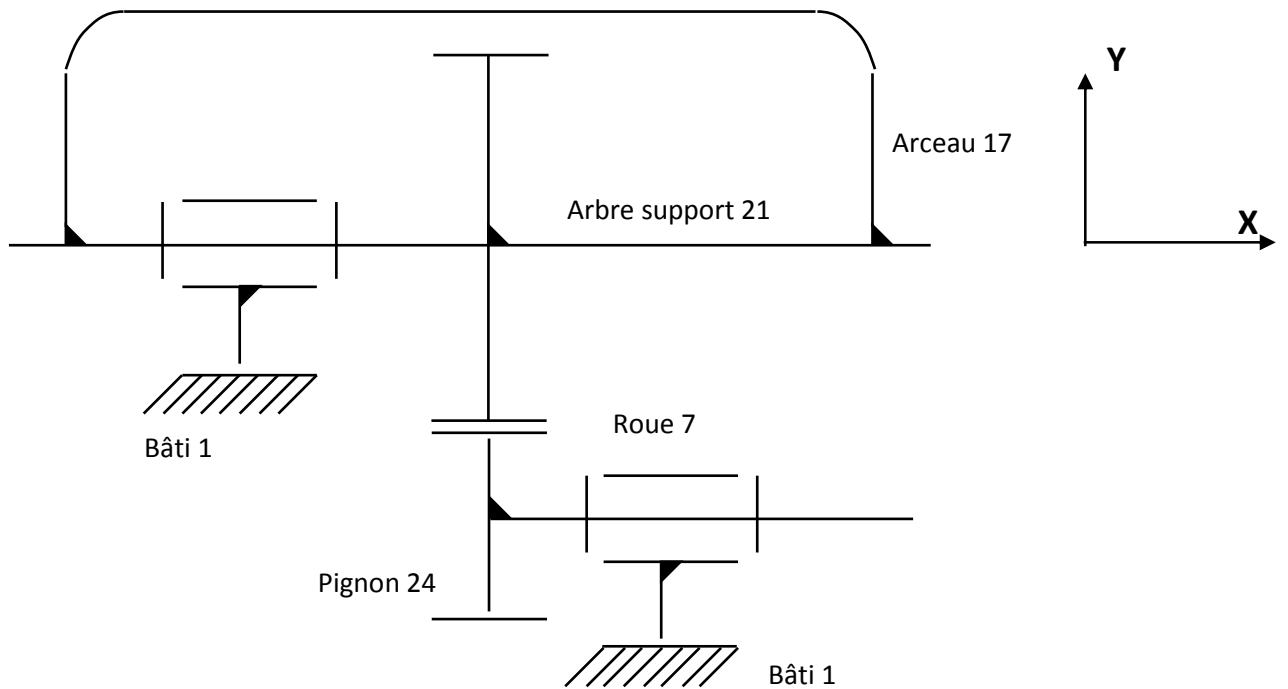 Y
Arceau 17
Arbre support 21
X
Bâti 1
Roue 7
Pignon 24
Bâti 1